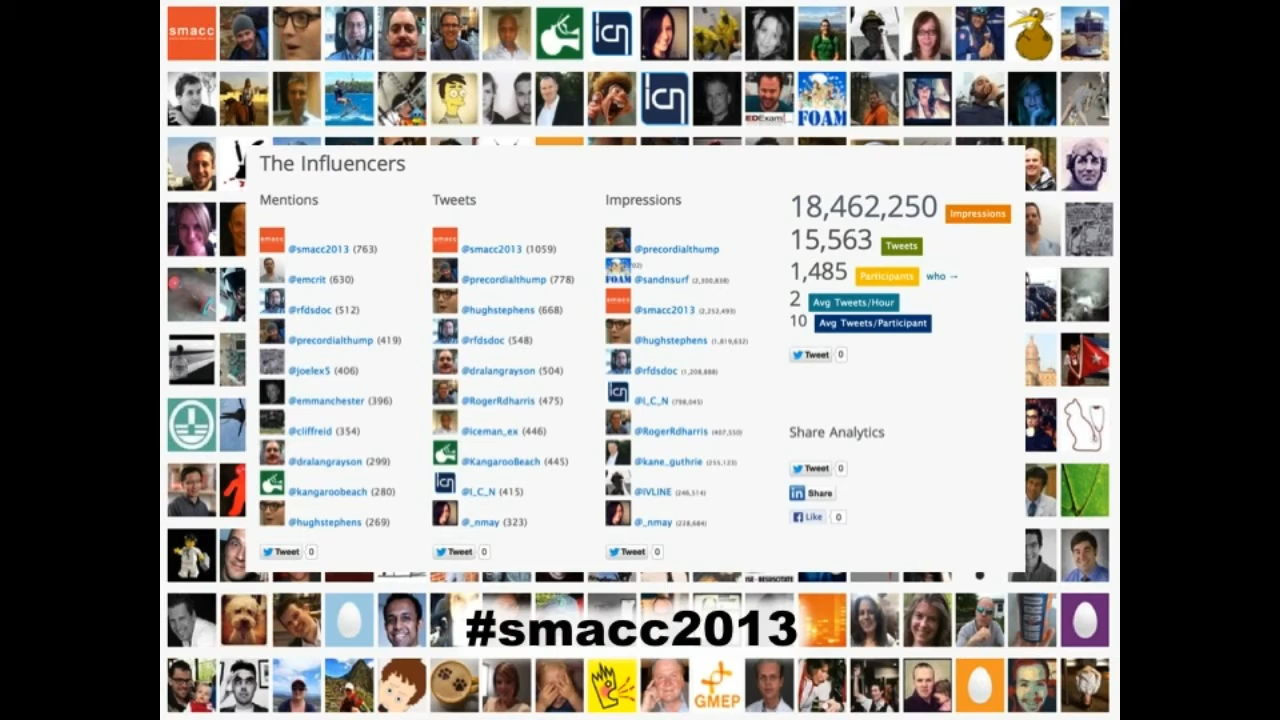 smacc
icn
icn
EDExam
FOAM
The Influencers
Mentions
@smacc2013 (763)
@emcrit (630)
@rfdsdoc (512)
@precordialthump (419)
@joelex5 (406)
@emmanchester (396)
@cliffreid (354)
@dralangrayson (299)
@kangaroobeach (280)
@hughstephens (269)
Tweet 0
Tweets
@smacc2013 (1059)
@precordialthump (778)
@hughstephens (668)
@rfdsdoc (548)
@dralangrayson (504)
@RogerRdharris (475)
@iceman_ex (446)
@KangarooBeach (445)
@I_C_N (415)
@_nmay (323)
Tweet 0
Impressions
@precordialthump
@sandnsurf (2,300,838)
@smacc2013 (2,252,493)
@hughstephens (1,819,632)
@rfdsdoc (1,208,888)
@I_C_N (798,045)
@RogerRdharris (407,550)
@kane_guthrie (255,123)
@IVLINE (246,514)
@_nmay (228,684)
Tweet 0
18,462,250 Impressions
15,563 Tweets
1,485 Participants who →
2 Avg Tweets/Hour
10 Avg Tweets/Participant
Tweet 0
Share Analytics
Tweet 0
in Share
Like 0
#smacc2013
GMEP